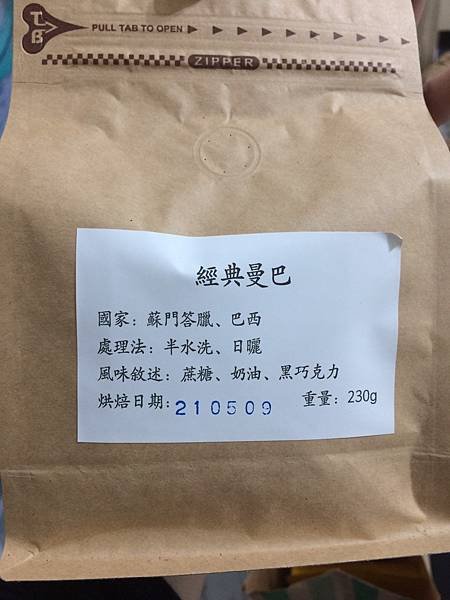 TB
PULL TAB TO OPEN
ZIPPER
經典曼巴
國家：蘇門答臘、巴西
處理法：半水洗、日曬
風味敘述：蔗糖、奶油、黑巧克力
烘焙日期：210509 重量：230g